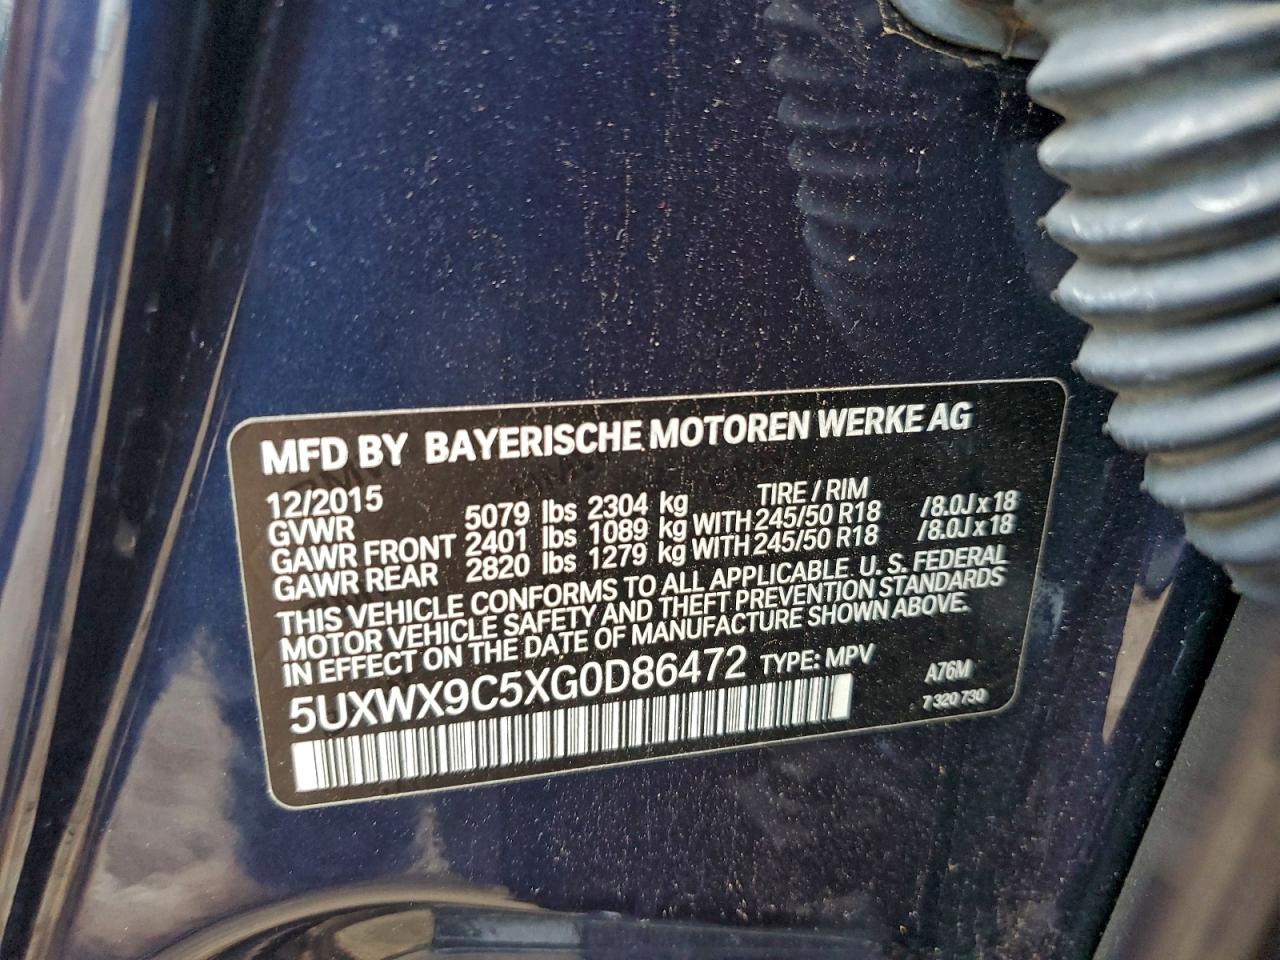 MFD BY BAYERISCHE MOTOREN WERKE AG
12/2015 TIRE / RIM
GVWR 5079 lbs 2304 kg
GAWR FRONT 2401 lbs 1089 kg WITH 245/50 R18 /8.0J x 18
GAWR REAR 2820 lbs 1279 kg WITH 245/50 R18 /8.0J x 18
THIS VEHICLE CONFORMS TO ALL APPLICABLE U. S. FEDERAL
MOTOR VEHICLE SAFETY AND THEFT PREVENTION STANDARDS
IN EFFECT ON THE DATE OF MANUFACTURE SHOWN ABOVE.
5UXWX9C5XG0D86472 TYPE: MPV A76M
7 320 730